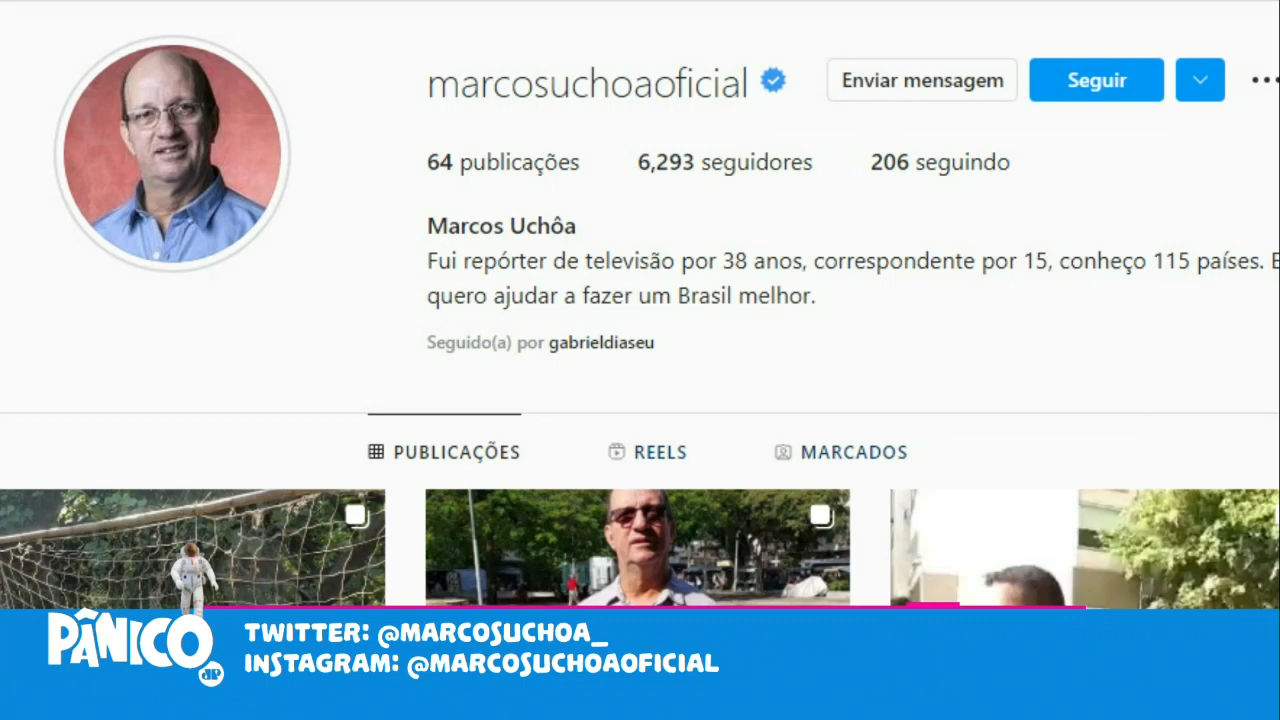 marcosuchoaoficial
Enviar mensagem
Seguir
64 publicações 6,293 seguidores 206 seguindo
Marcos Uchôa
Fui repórter de televisão por 38 anos, correspondente por 15, conheço 115 países. E
quero ajudar a fazer um Brasil melhor.
Seguido(a) por gabrieldiaseu
PUBLICAÇÕES REELS MARCADOS
PÂNICO
JP
TWITTER: @MARCOSUCHOA_
INSTAGRAM: @MARCOSUCHOAOFICIAL